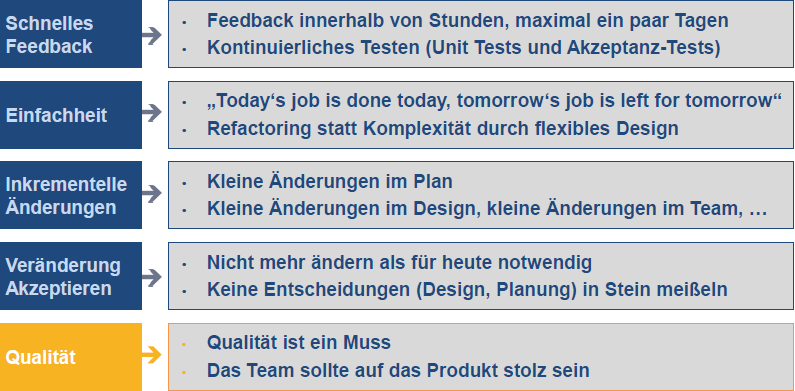 Schnelles
Feedback
• Feedback innerhalb von Stunden, maximal ein paar Tagen
• Kontinuierliches Testen (Unit Tests und Akzeptanz-Tests)
Einfachheit
• „Today‘s job is done today, tomorrow‘s job is left for tomorrow“
• Refactoring statt Komplexität durch flexibles Design
Inkrementelle
Änderungen
• Kleine Änderungen im Plan
• Kleine Änderungen im Design, kleine Änderungen im Team, …
Veränderung
Akzeptieren
• Nicht mehr ändern als für heute notwendig
• Keine Entscheidungen (Design, Planung) in Stein meißeln
Qualität
• Qualität ist ein Muss
• Das Team sollte auf das Produkt stolz sein